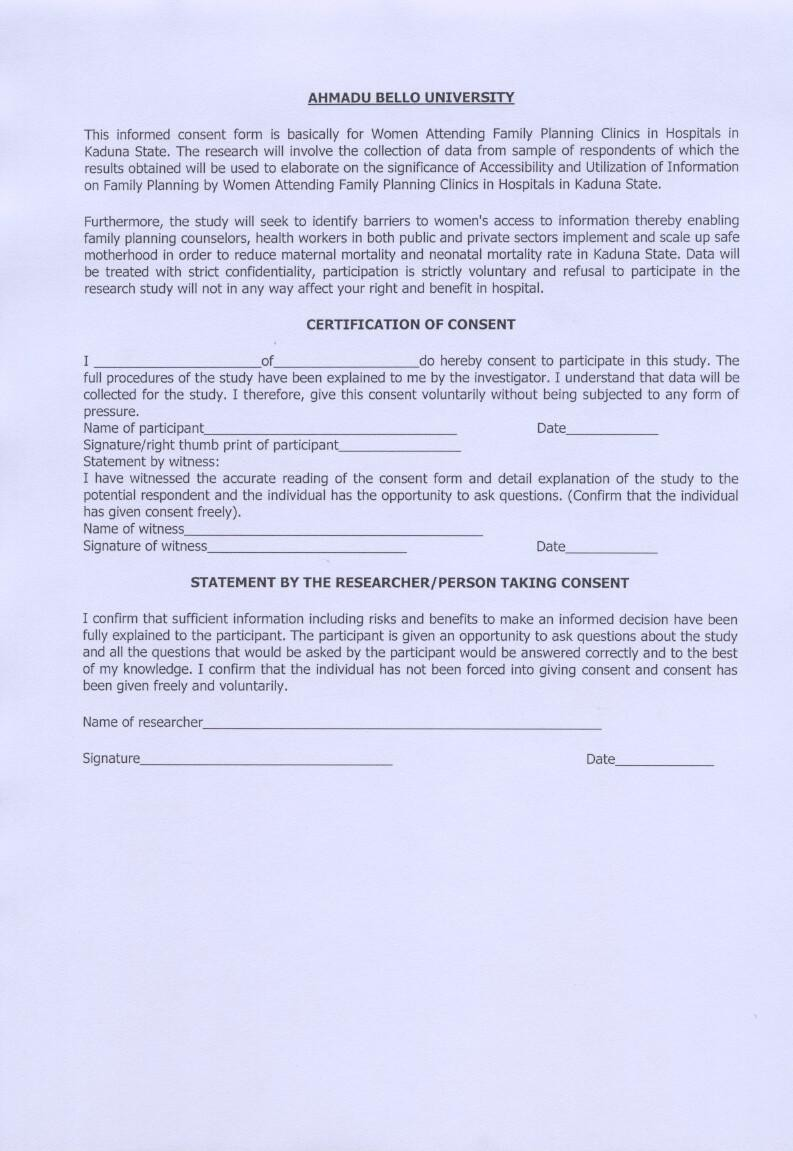 AHMADU BELLO UNIVERSITY
This informed consent form is basically for Women Attending Family Planning Clinics in Hospitals in
Kaduna State. The research will involve the collection of data from sample of respondents of which the
results obtained will be used to elaborate on the significance of Accessibility and Utilization of Information
on Family Planning by Women Attending Family Planning Clinics in Hospitals in Kaduna State.
Furthermore, the study will seek to identify barriers to women's access to information thereby enabling
family planning counselors, health workers in both public and private sectors implement and scale up safe
motherhood in order to reduce maternal mortality and neonatal mortality rate in Kaduna State. Data will
be treated with strict confidentiality, participation is strictly voluntary and refusal to participate in the
research study will not in any way affect your right and benefit in hospital.
CERTIFICATION OF CONSENT
I ______________________of___________________do hereby consent to participate in this study. The
full procedures of the study have been explained to me by the investigator. I understand that data will be
collected for the study. I therefore, give this consent voluntarily without being subjected to any form of
pressure.
Name of participant_________________________________ Date____________
Signature/right thumb print of participant________________
Statement by witness:
I have witnessed the accurate reading of the consent form and detail explanation of the study to the
potential respondent and the individual has the opportunity to ask questions. (Confirm that the individual
has given consent freely).
Name of witness_______________________________________
Signature of witness__________________________ Date____________
STATEMENT BY THE RESEARCHER/PERSON TAKING CONSENT
I confirm that sufficient information including risks and benefits to make an informed decision have been
fully explained to the participant. The participant is given an opportunity to ask questions about the study
and all the questions that would be asked by the participant would be answered correctly and to the best
of my knowledge. I confirm that the individual has not been forced into giving consent and consent has
been given freely and voluntarily.
Name of researcher____________________________________________________
Signature_________________________________ Date_____________